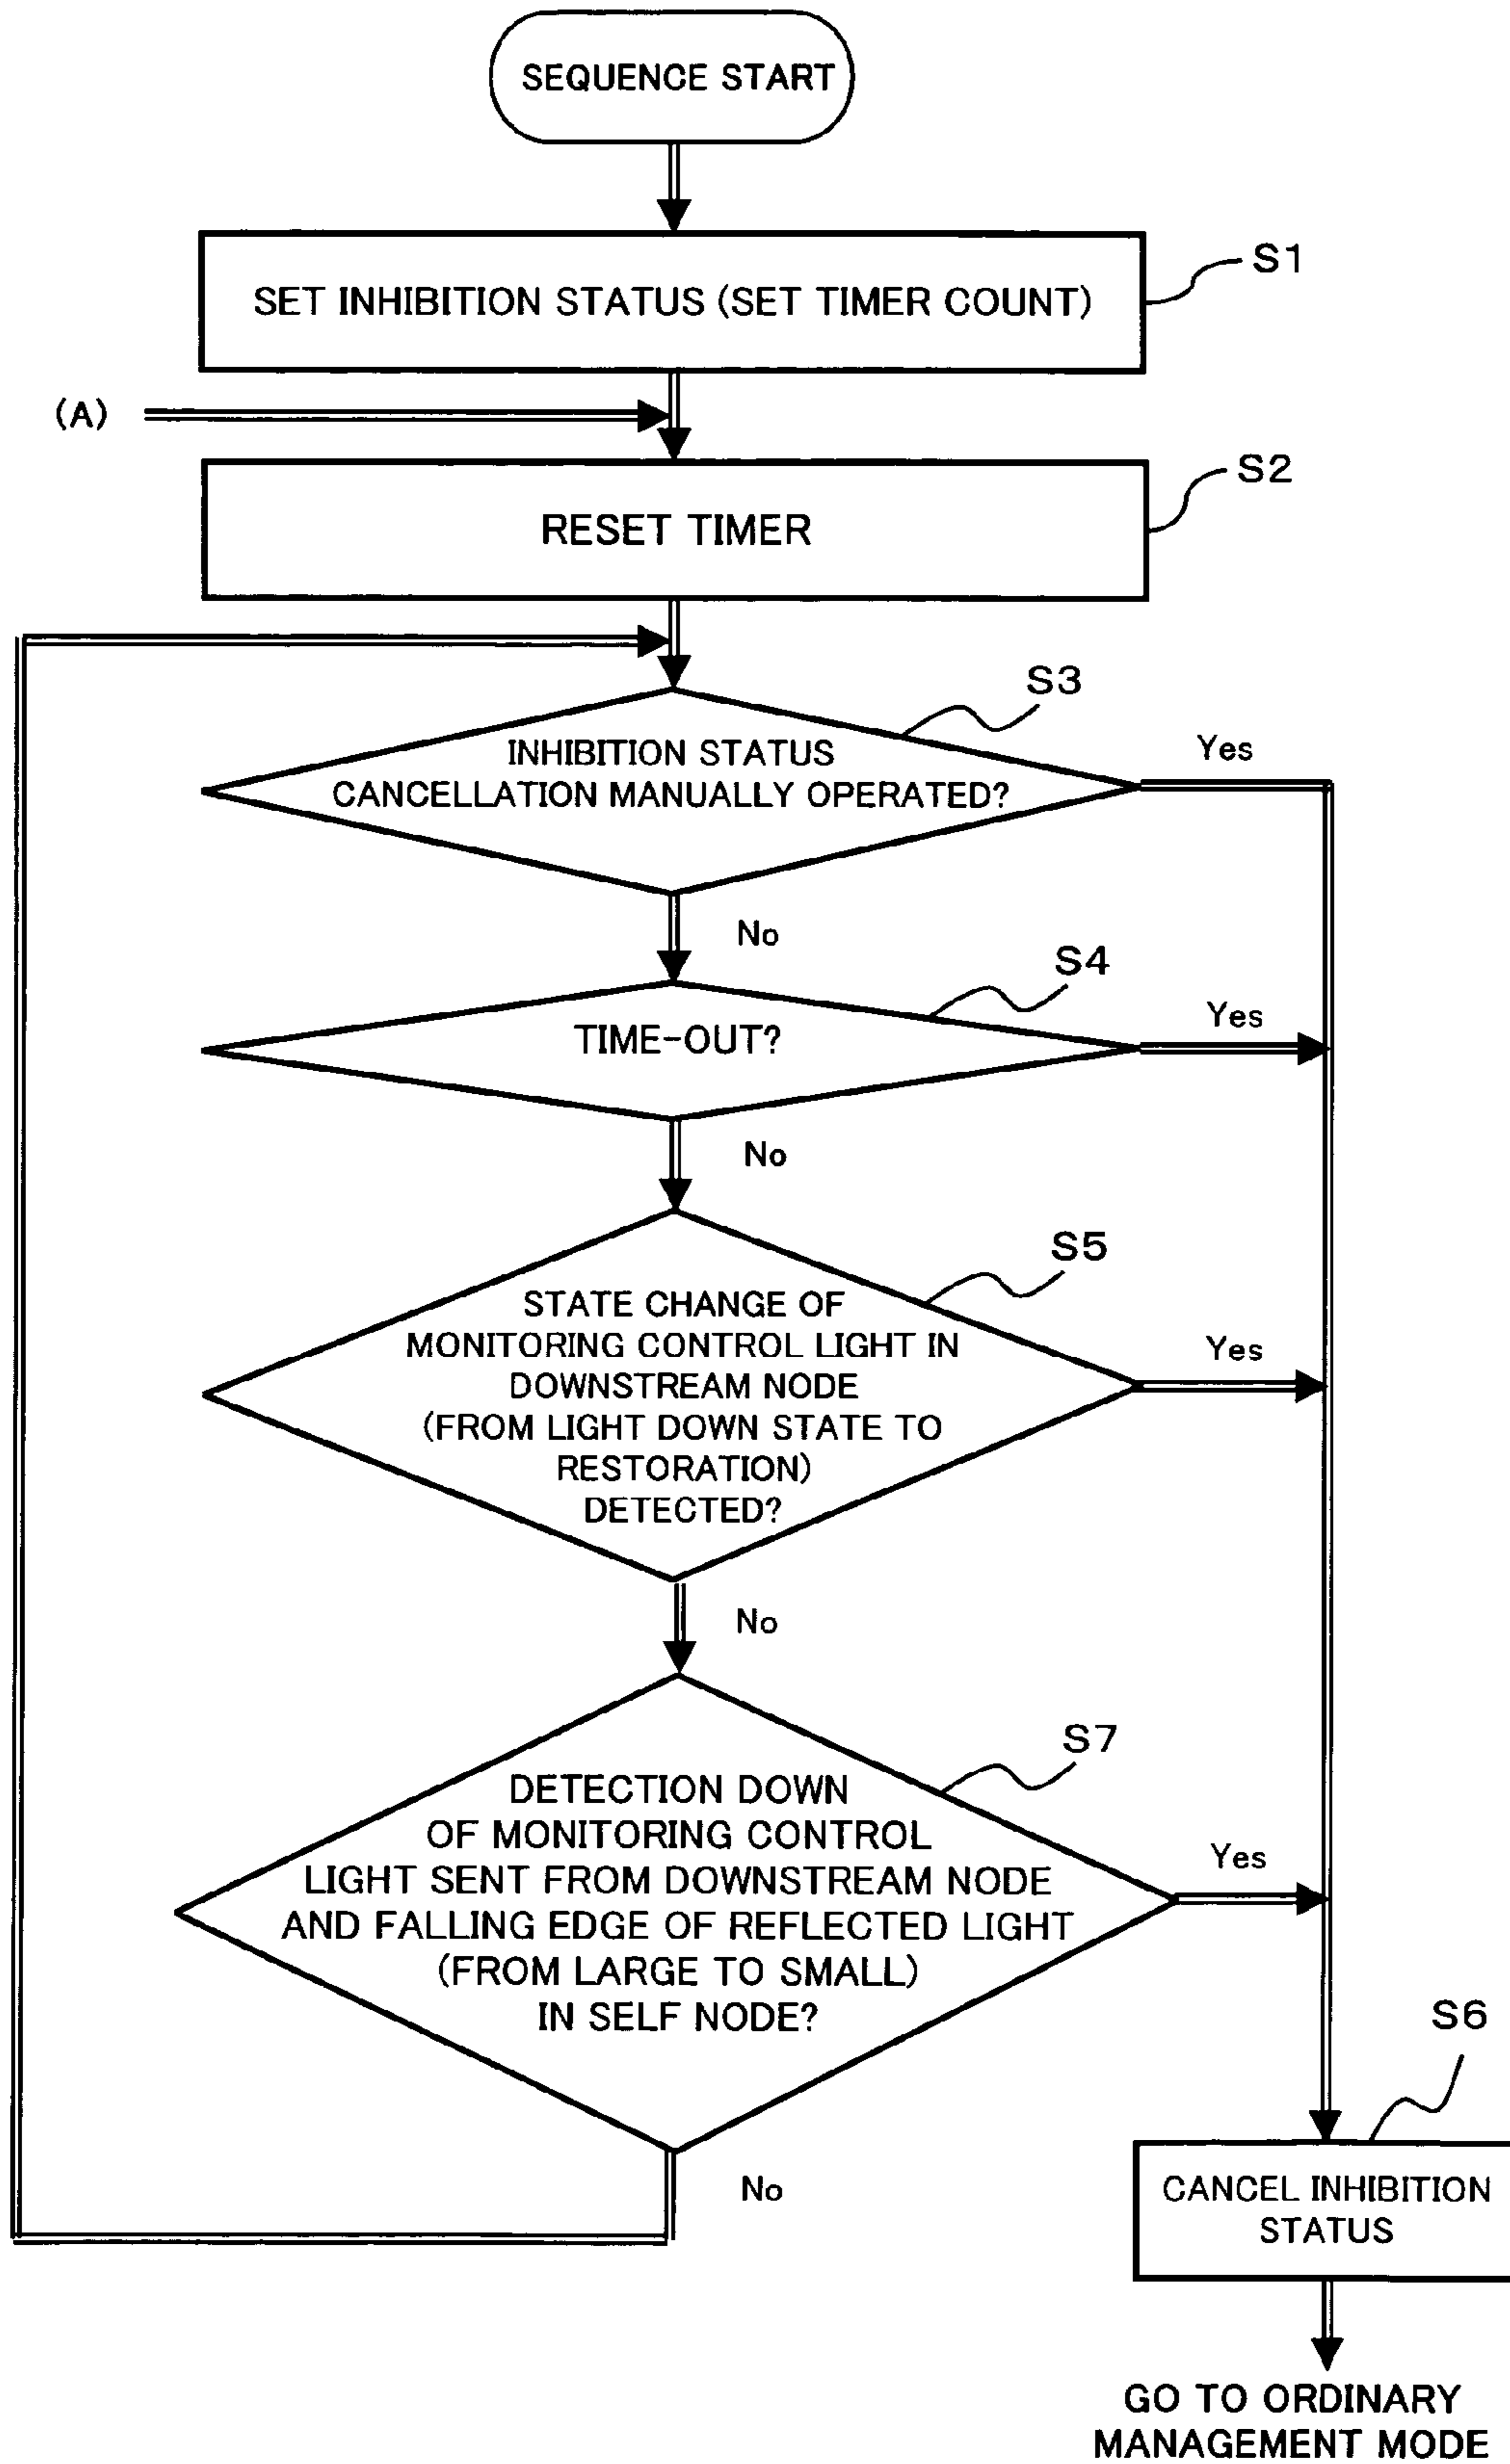 SEQUENCE START
S1
SET INHIBITION STATUS (SET TIMER COUNT)
(A)
S2
RESET TIMER
S3
INHIBITION STATUS
CANCELLATION MANUALLY OPERATED?
Yes
No
S4
TIME-OUT?
Yes
No
S5
STATE CHANGE OF
MONITORING CONTROL LIGHT IN
DOWNSTREAM NODE
(FROM LIGHT DOWN STATE TO
RESTORATION)
DETECTED?
Yes
No
S7
DETECTION DOWN
OF MONITORING CONTROL
LIGHT SENT FROM DOWNSTREAM NODE
AND FALLING EDGE OF REFLECTED LIGHT
(FROM LARGE TO SMALL)
IN SELF NODE?
Yes
No
S6
CANCEL INHIBITION
STATUS
GO TO ORDINARY
MANAGEMENT MODE